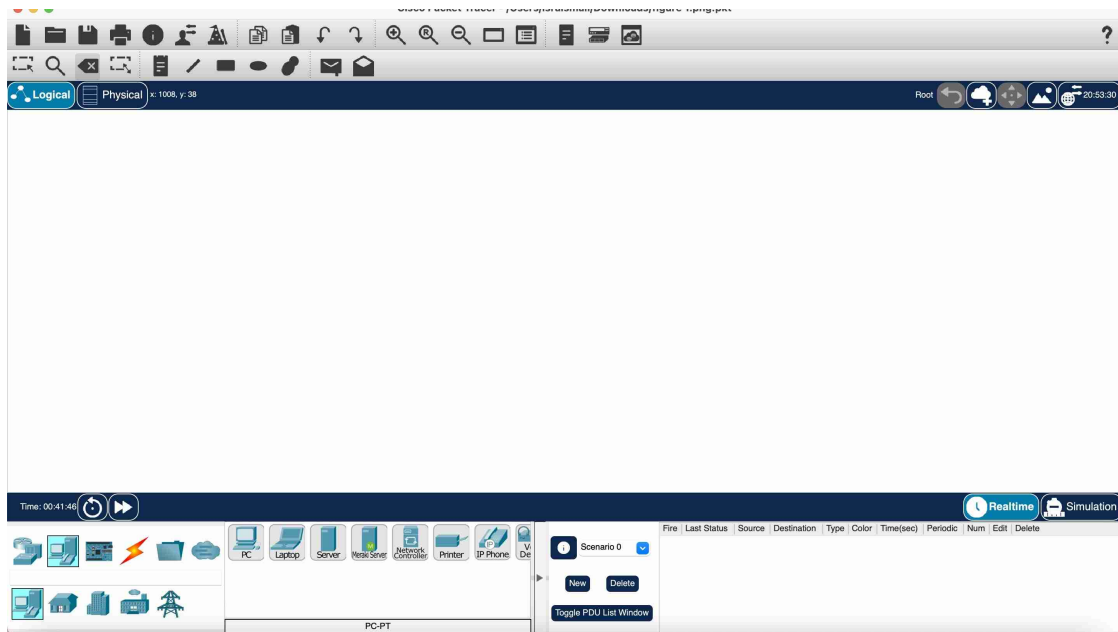 Logical Physical x: 1008, y: 38 Root 20:53:30
Time: 00:41:46 Realtime Simulation
Fire Last Status Source Destination Type Color Time(sec) Periodic Num Edit Delete
PC Laptop Server Meraki Server Network Controller Printer IP Phone
Scenario 0
New Delete
Toggle PDU List Window
PC-PT